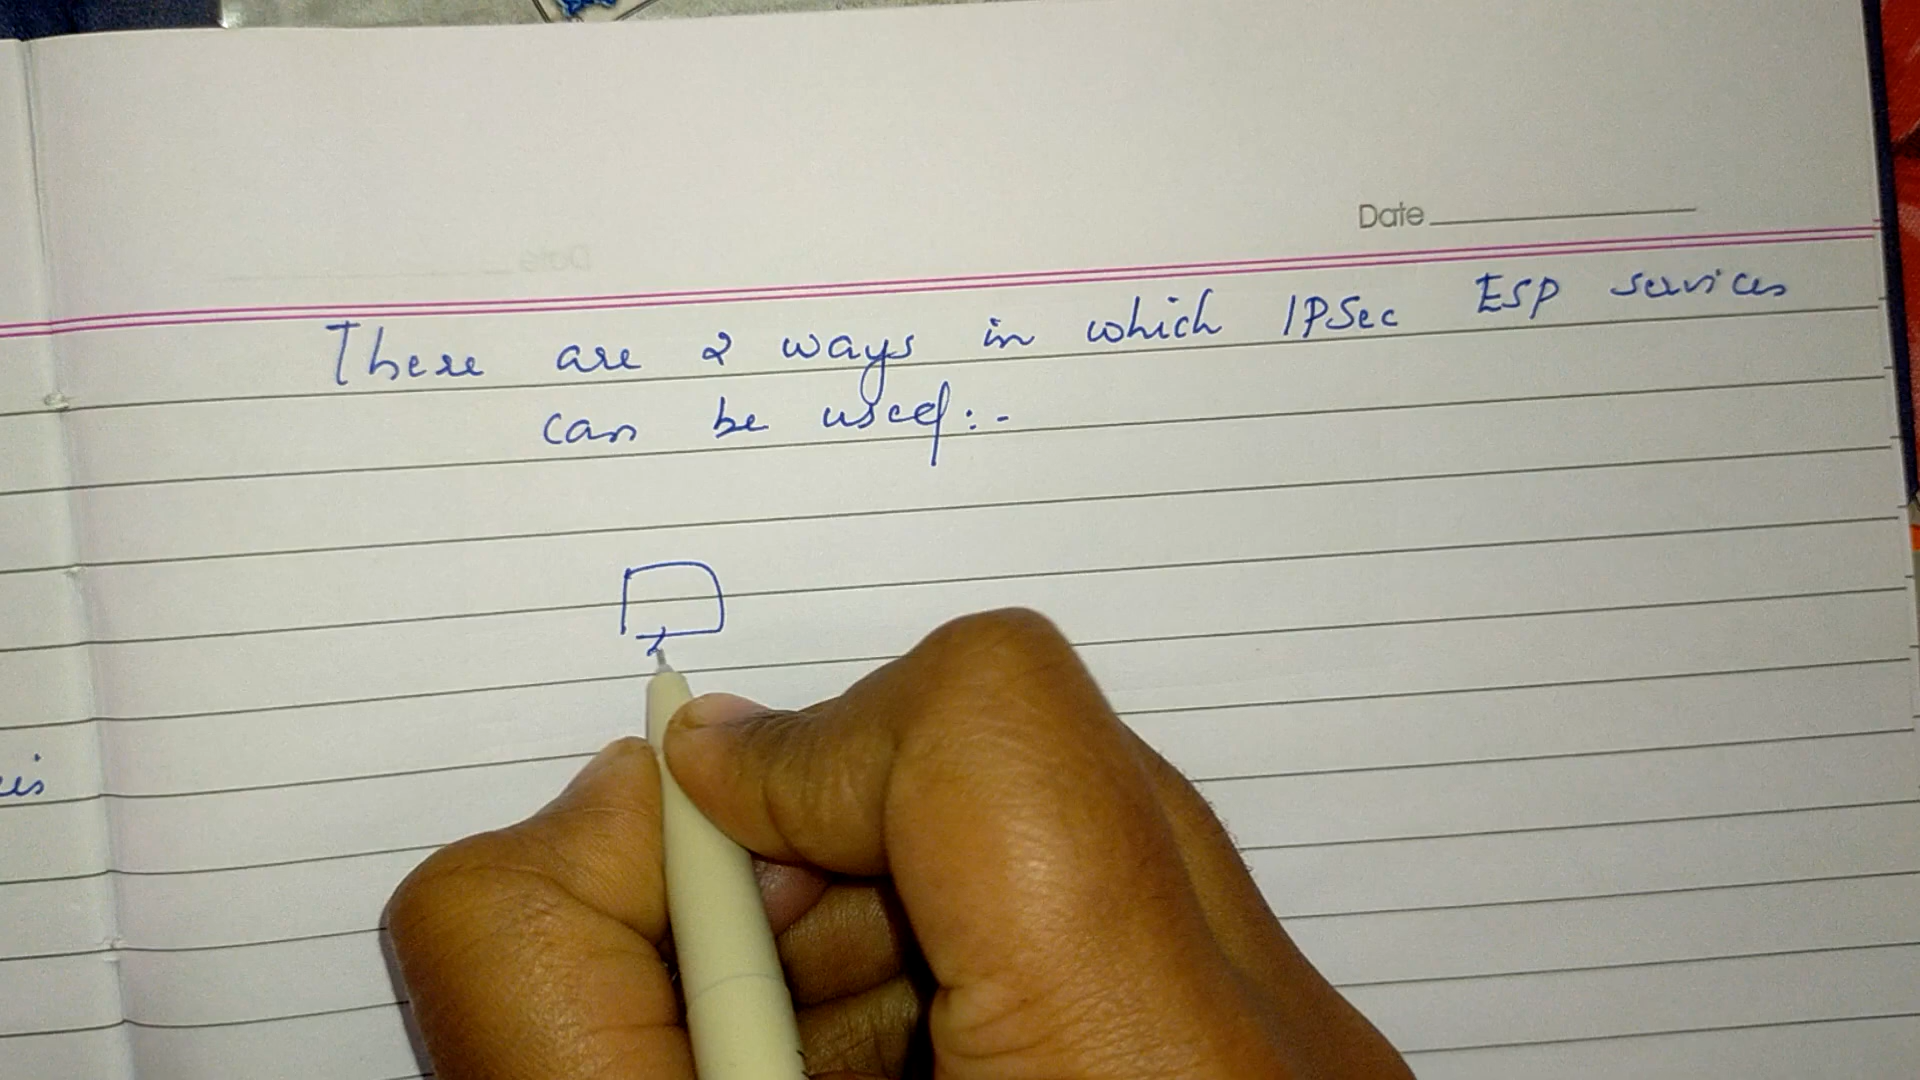 Date
There are 2 ways in which IPSec ESP services
can be used:-